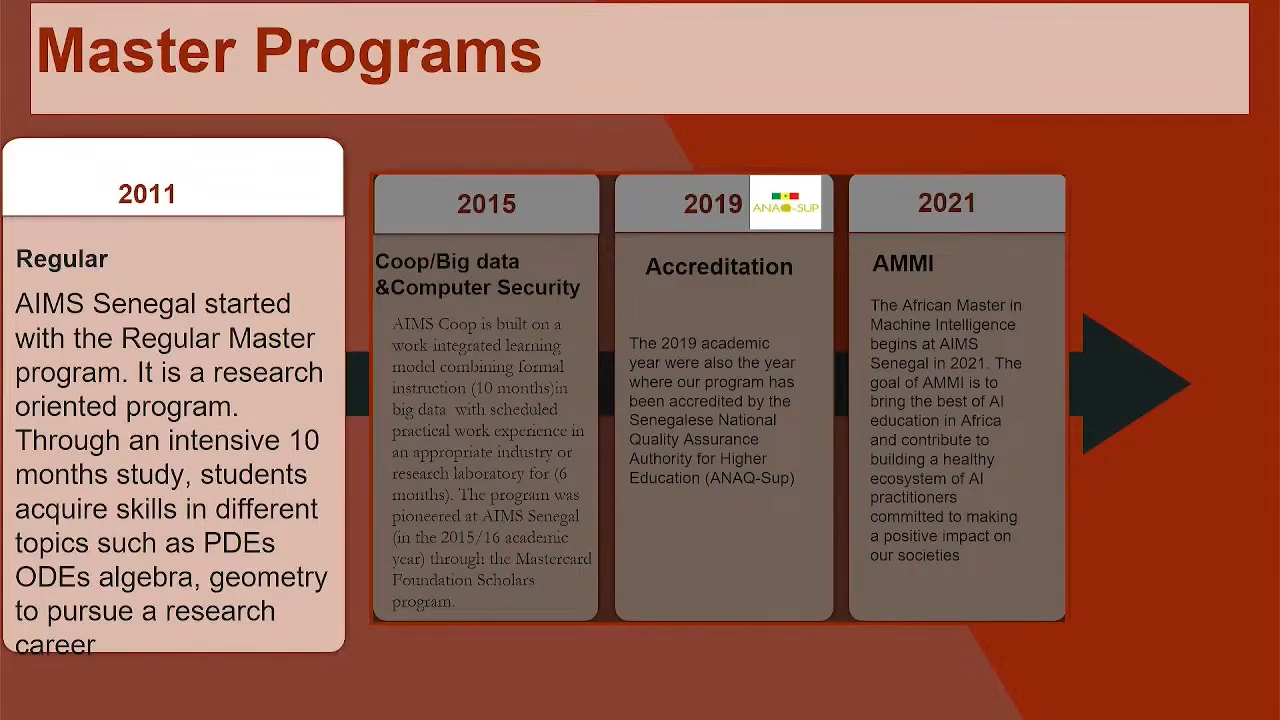 Master Programs
2011
Regular
AIMS Senegal started
with the Regular Master
program. It is a research
oriented program.
Through an intensive 10
months study, students
acquire skills in different
topics such as PDEs
ODEs algebra, geometry
to pursue a research
career
2015
Coop/Big data
&Computer Security
AIMS Coop is built on a
work-integrated learning
model combining formal
instruction (10 months)in
big data with scheduled
practical work experience in
an appropriate industry or
research laboratory for (6
months). The program was
pioneered at AIMS Senegal
(in the 2015/16 academic
year) through the Mastercard
Foundation Scholars
program.
2019
ANAQ-SUP
Accreditation
The 2019 academic
year were also the year
where our program has
been accredited by the
Senegalese National
Quality Assurance
Authority for Higher
Education (ANAQ-Sup)
2021
AMMI
The African Master in
Machine Intelligence
begins at AIMS
Senegal in 2021. The
goal of AMMI is to
bring the best of AI
education in Africa
and contribute to
building a healthy
ecosystem of AI
practitioners
committed to making
a positive impact on
our societies